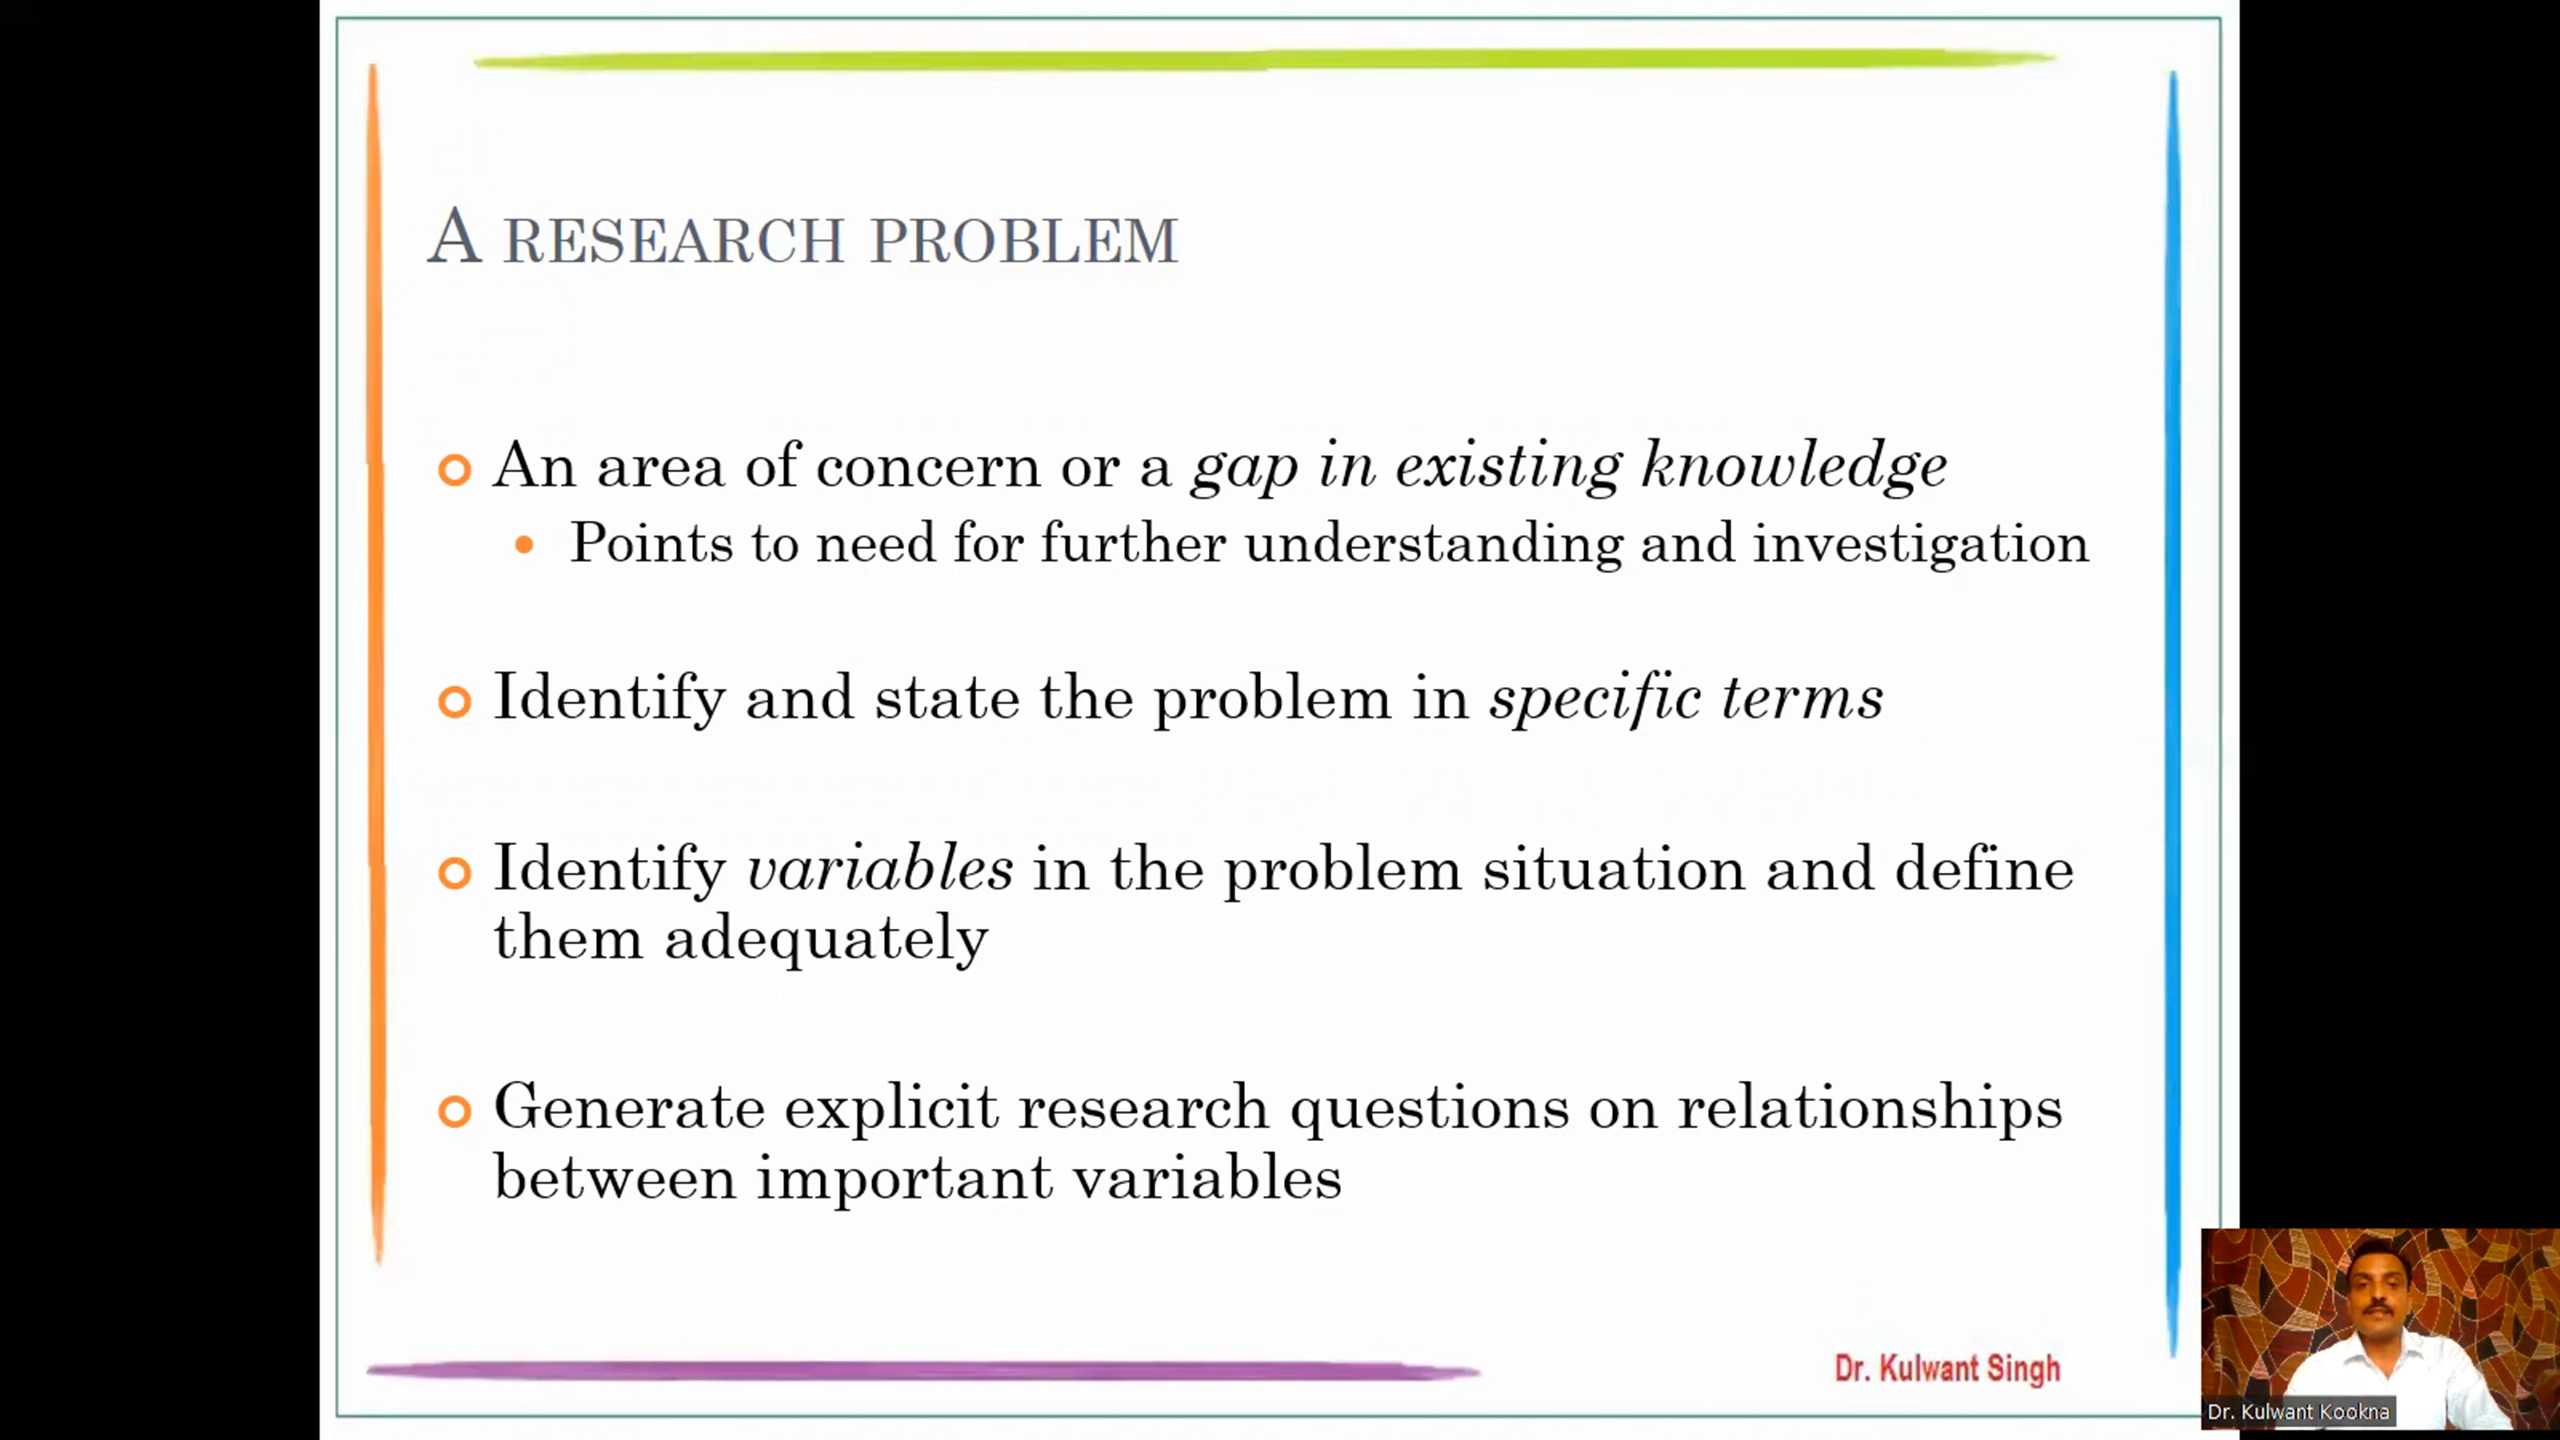 A RESEARCH PROBLEM
An area of concern or a gap in existing knowledge
Points to need for further understanding and investigation
Identify and state the problem in specific terms
Identify variables in the problem situation and define
them adequately
Generate explicit research questions on relationships
between important variables
Dr. Kulwant Singh
Dr. Kulwant Kookna